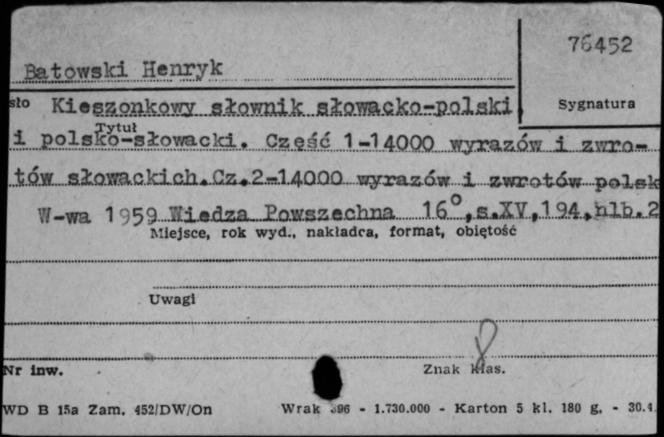 76452
Batowski Henryk
sło Kieszonkowy słownik słowacko-polski
Sygnatura
Tytuł
i polsko-słowacki. Część 1-14000 wyrazów i zwro-
tów słowackich.Cz.2-14000 wyrazów i zwrotów polsk
W-wa 1959 Wiedza Powszechna 16°,s.XV,194,nlb.2
Miejsce, rok wyd., nakładca, format, objętość
Uwagi
8
Nr inw.
Znak klas.
WD B 15a Zam. 452/DW/On Wrak 396 - 1.730.000 - Karton 5 kl. 180 g. - 30.4.